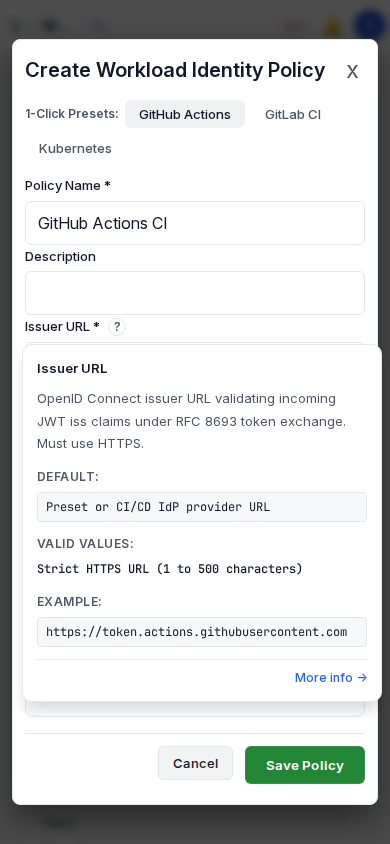 Create Workload Identity Policy X
1-Click Presets: GitHub Actions GitLab CI
Kubernetes
Policy Name *
GitHub Actions CI
Description
Issuer URL * ?
Issuer URL
OpenID Connect issuer URL validating incoming
JWT iss claims under RFC 8693 token exchange.
Must use HTTPS.
DEFAULT:
Preset or CI/CD IdP provider URL
VALID VALUES:
Strict HTTPS URL (1 to 500 characters)
EXAMPLE:
https://token.actions.githubusercontent.com
More info →
Cancel Save Policy